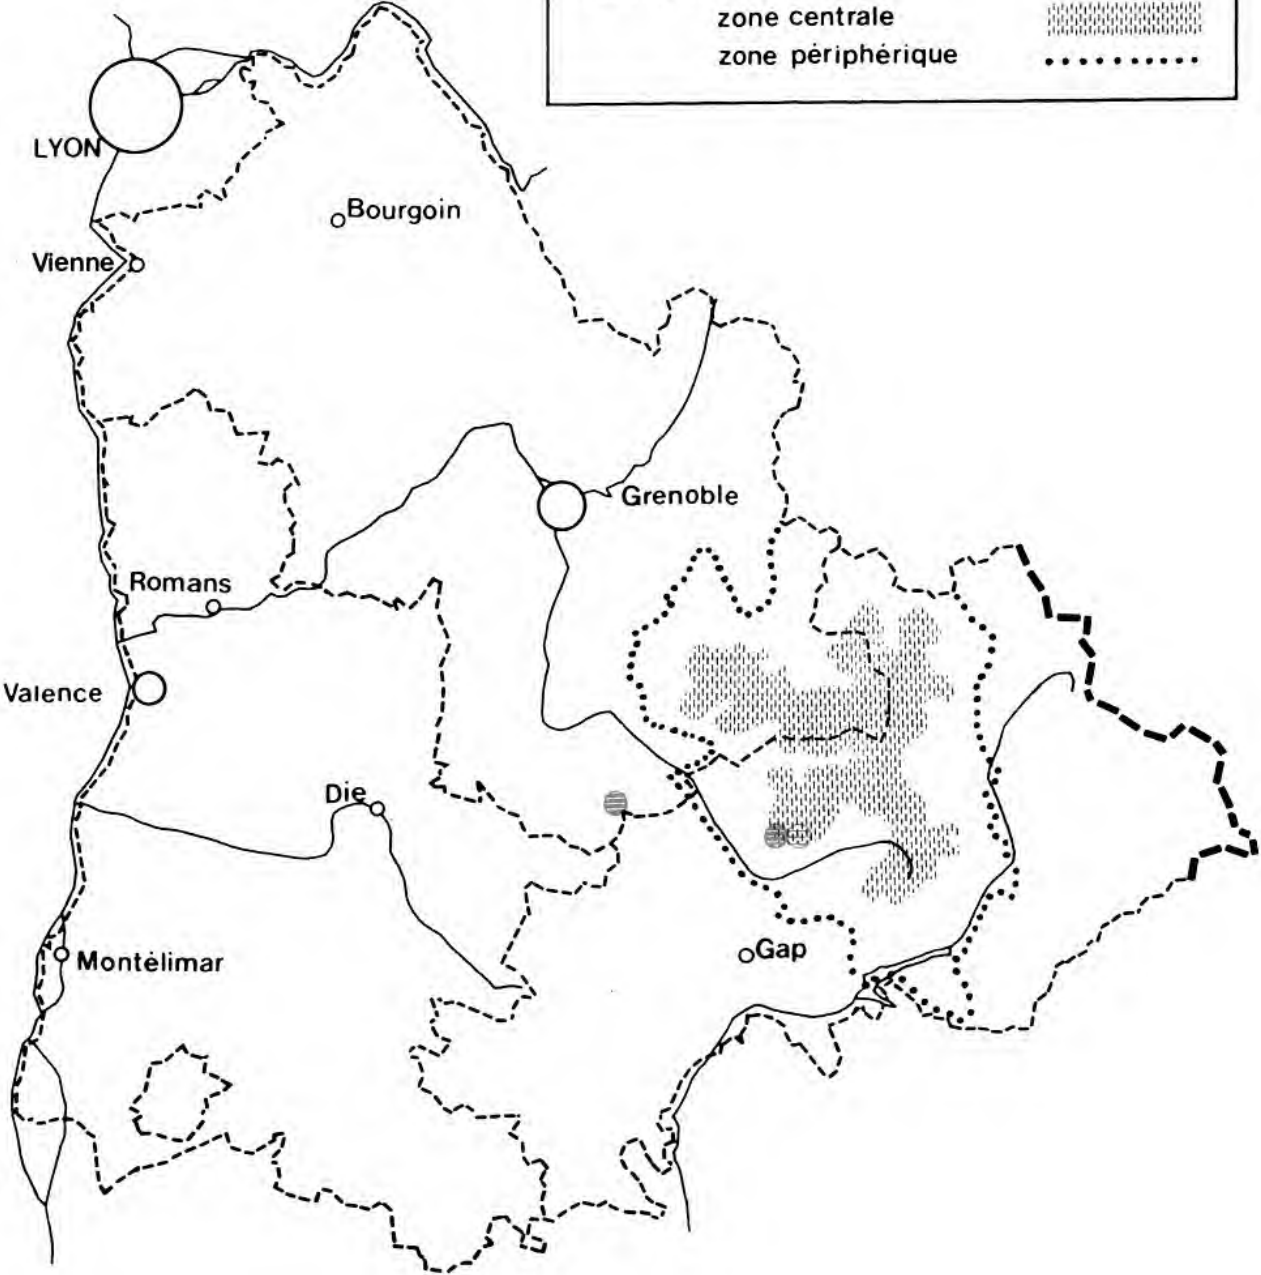 zone centrale
zone périphérique
LYON
Bourgoin
Vienne
Grenoble
Romans
Valence
Die
Gap
Montélimar